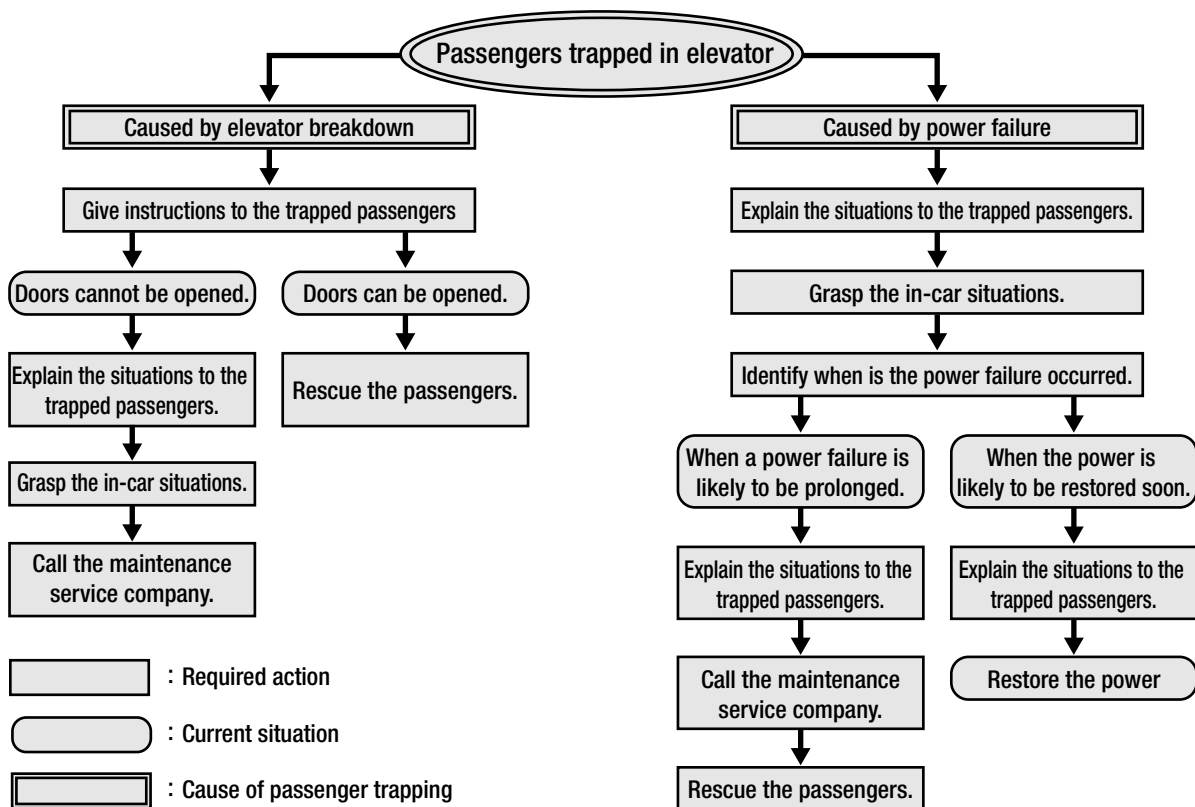 Passengers trapped in elevator
Caused by elevator breakdown
Give instructions to the trapped passengers
Doors cannot be opened.
Explain the situations to the
trapped passengers.
Grasp the in-car situations.
Call the maintenance
service company.
Doors can be opened.
Rescue the passengers.
Caused by power failure
Explain the situations to the trapped passengers.
Grasp the in-car situations.
Identify when is the power failure occurred.
When a power failure is
likely to be prolonged.
Explain the situations to the
trapped passengers.
Call the maintenance
service company.
Rescue the passengers.
When the power is
likely to be restored soon.
Explain the situations to the
trapped passengers.
Restore the power
: Required action
: Current situation
: Cause of passenger trapping